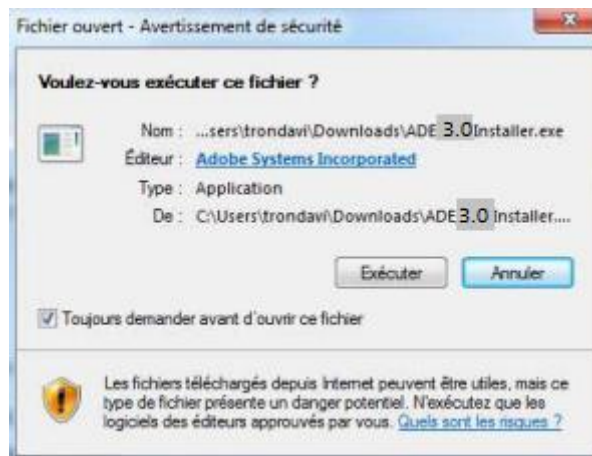 Fichier ouvert - Avertissement de sécurité
Voulez-vous exécuter ce fichier ?
Nom : ...sers\trondavi\Downloads\ADE 3.0 Installer.exe
Éditeur : Adobe Systems Incorporated
Type : Application
De : C:\Users\trondavi\Downloads\ADE 3.0 Installer....
Exécuter Annuler
Toujours demander avant d'ouvrir ce fichier
Les fichiers téléchargés depuis Internet peuvent être utiles, mais ce
type de fichier présente un danger potentiel. N'exécutez que les
logiciels des éditeurs approuvés par vous. Quels sont les risques ?